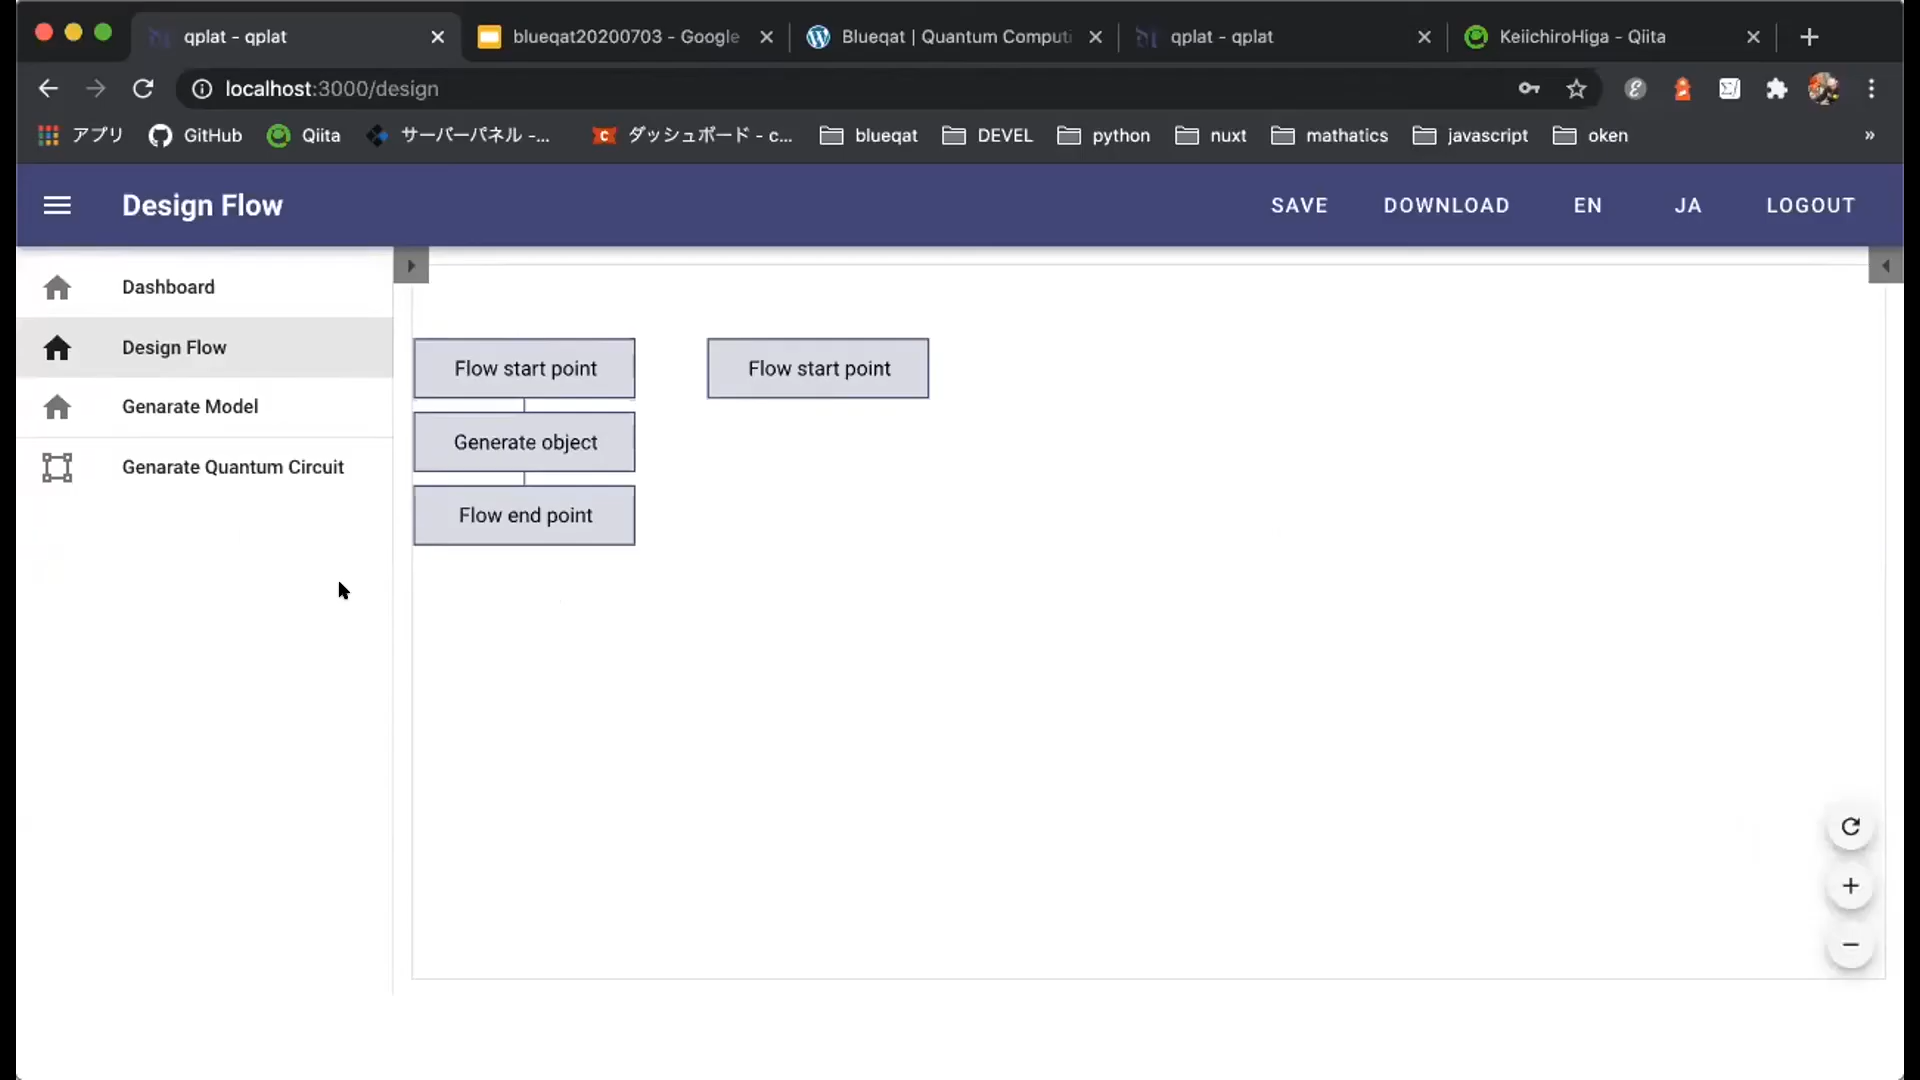 qplat - qplat
blueqat20200703 - Google
Blueqat | Quantum Computi
qplat - qplat
KeiichiroHiga - Qiita
localhost:3000/design
アプリ
GitHub
Qiita
サーバーパネル -...
ダッシュボード - c...
blueqat
DEVEL
python
nuxt
mathatics
javascript
oken
»
Design Flow
SAVE
DOWNLOAD
EN
JA
LOGOUT
Dashboard
Design Flow
Genarate Model
Genarate Quantum Circuit
Flow start point
Flow start point
Generate object
Flow end point